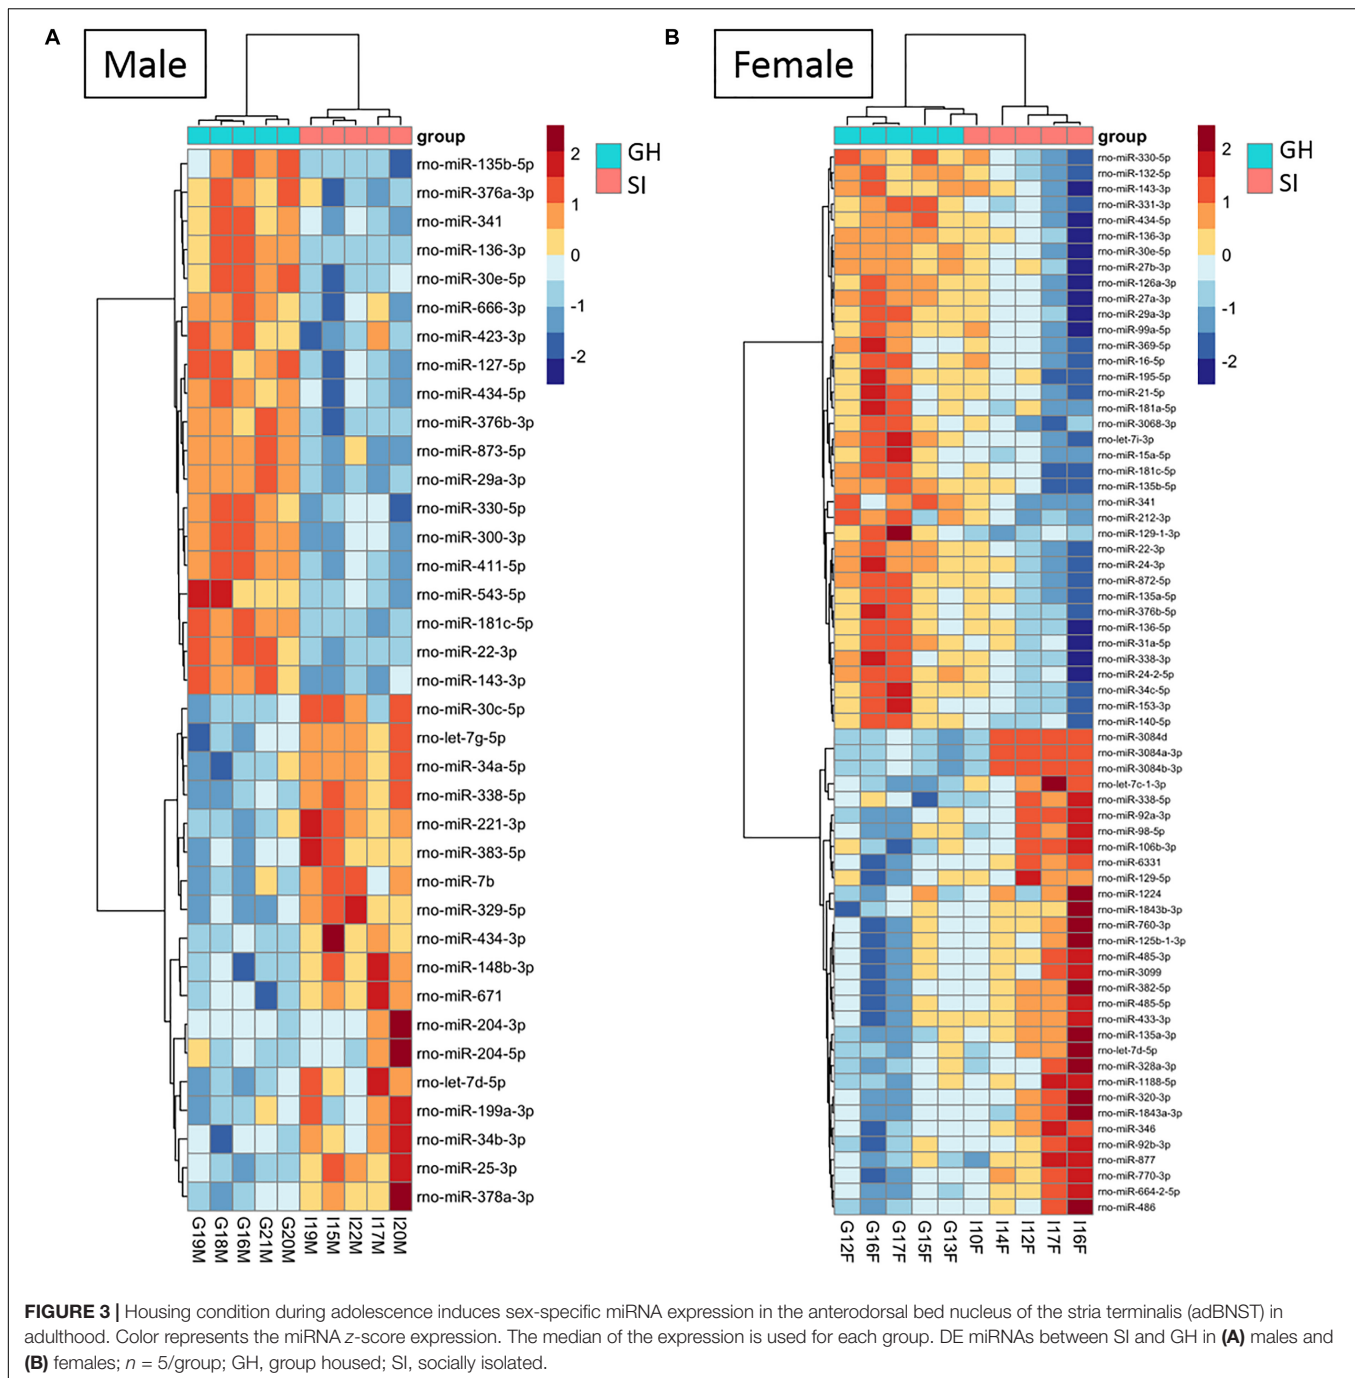 A
Male
group
GH
SI
2
1
0
-1
-2
rno-miR-135b-5p
rno-miR-376a-3p
rno-miR-341
rno-miR-136-3p
rno-miR-30e-5p
rno-miR-666-3p
rno-miR-423-3p
rno-miR-127-5p
rno-miR-434-5p
rno-miR-376b-3p
rno-miR-873-5p
rno-miR-29a-3p
rno-miR-330-5p
rno-miR-300-3p
rno-miR-411-5p
rno-miR-543-5p
rno-miR-181c-5p
rno-miR-22-3p
rno-miR-143-3p
rno-miR-30c-5p
rno-let-7g-5p
rno-miR-34a-5p
rno-miR-338-5p
rno-miR-221-3p
rno-miR-383-5p
rno-miR-7b
rno-miR-329-5p
rno-miR-434-3p
rno-miR-148b-3p
rno-miR-671
rno-miR-204-3p
rno-miR-204-5p
rno-let-7d-5p
rno-miR-199a-3p
rno-miR-34b-3p
rno-miR-25-3p
rno-miR-378a-3p
G19M
G18M
G16M
G21M
G20M
I19M
I15M
I22M
I17M
I20M
B
Female
group
GH
SI
2
1
0
-1
-2
rno-miR-330-5p
rno-miR-132-5p
rno-miR-143-3p
rno-miR-331-3p
rno-miR-434-5p
rno-miR-136-3p
rno-miR-30e-5p
rno-miR-27b-3p
rno-miR-126a-3p
rno-miR-27a-3p
rno-miR-29a-3p
rno-miR-99a-5p
rno-miR-369-5p
rno-miR-16-5p
rno-miR-195-5p
rno-miR-21-5p
rno-miR-181a-5p
rno-miR-3068-3p
rno-let-7i-3p
rno-miR-15a-5p
rno-miR-181c-5p
rno-miR-135b-5p
rno-miR-341
rno-miR-212-3p
rno-miR-129-1-3p
rno-miR-22-3p
rno-miR-24-3p
rno-miR-872-5p
rno-miR-135a-5p
rno-miR-376b-5p
rno-miR-136-5p
rno-miR-31a-5p
rno-miR-338-3p
rno-miR-24-2-5p
rno-miR-34c-5p
rno-miR-153-3p
rno-miR-140-5p
rno-miR-3084d
rno-miR-3084a-3p
rno-miR-3084b-3p
rno-let-7c-1-3p
rno-miR-338-5p
rno-miR-92a-3p
rno-miR-98-5p
rno-miR-106b-3p
rno-miR-6331
rno-miR-129-5p
rno-miR-1224
rno-miR-1843b-3p
rno-miR-760-3p
rno-miR-125b-1-3p
rno-miR-485-3p
rno-miR-3099
rno-miR-382-5p
rno-miR-485-5p
rno-miR-433-3p
rno-miR-135a-3p
rno-let-7d-5p
rno-miR-328a-3p
rno-miR-1188-5p
rno-miR-320-3p
rno-miR-1843a-3p
rno-miR-346
rno-miR-92b-3p
rno-miR-877
rno-miR-770-3p
rno-miR-664-2-5p
rno-miR-486
G12F
G16F
G17F
G15F
G13F
I10F
I14F
I12F
I17F
I16F
FIGURE 3 | Housing condition during adolescence induces sex-specific miRNA expression in the anterodorsal bed nucleus of the stria terminalis (adBNST) in
adulthood. Color represents the miRNA z-score expression. The median of the expression is used for each group. DE miRNAs between SI and GH in (A) males and
(B) females; n = 5/group; GH, group housed; SI, socially isolated.